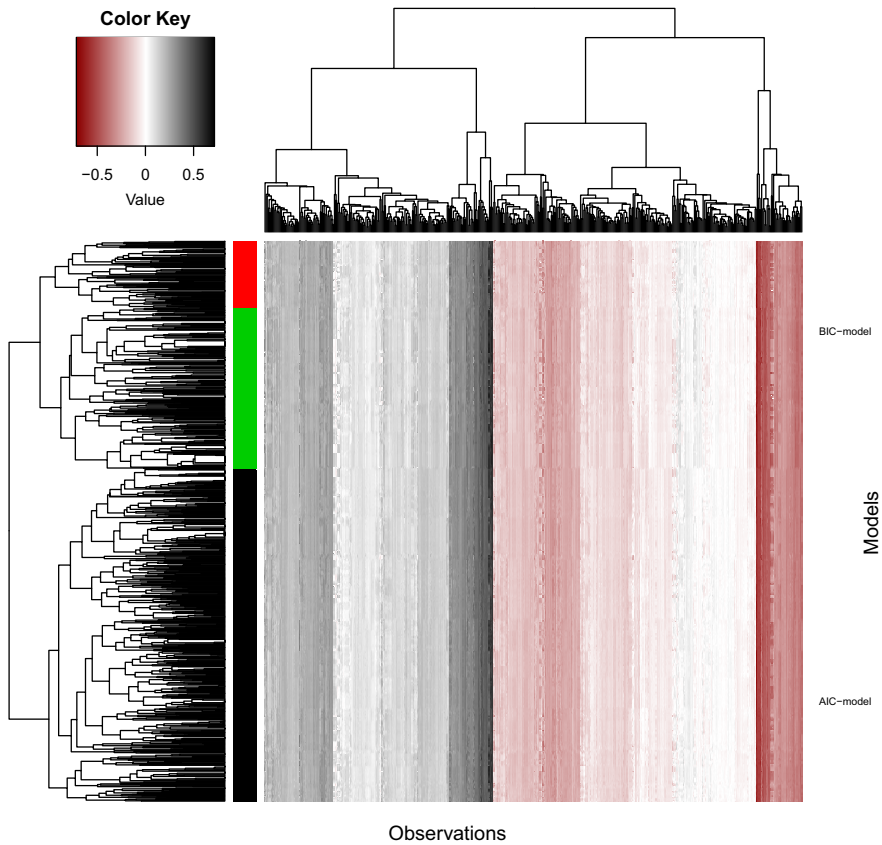 Color Key
−0.5 0 0.5
Value
BIC−model
Models
AIC−model
Observations